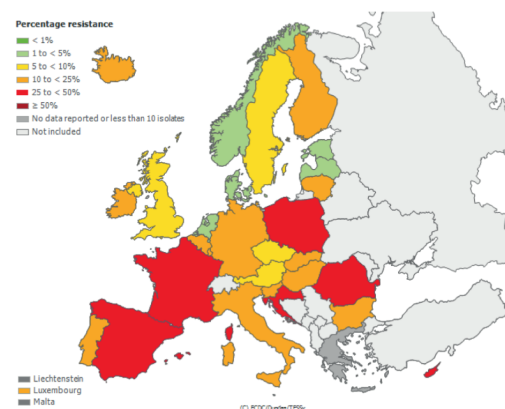 Percentage resistance
< 1%
1 to < 5%
5 to < 10%
10 to < 25%
25 to < 50%
≥ 50%
No data reported or less than 10 isolates
Not included
Liechtenstein
Luxembourg
Malta
(C) ECDC/